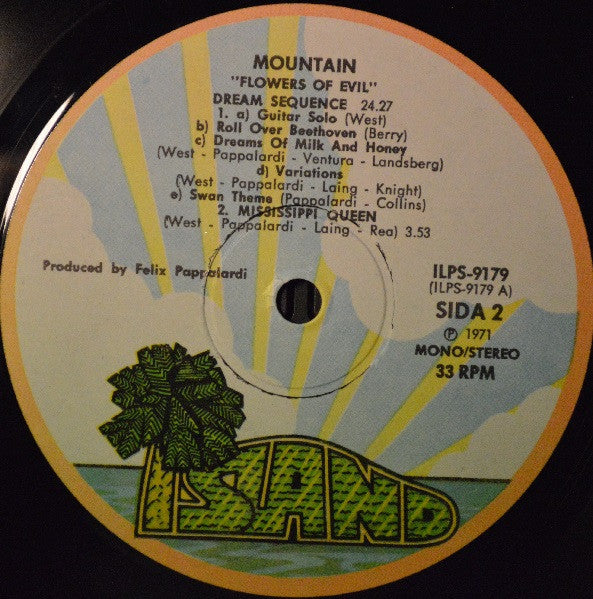 MOUNTAIN
"FLOWERS OF EVIL"
DREAM SEQUENCE 24.27
1. a) Guitar Solo (West)
b) Roll Over Beethoven (Berry)
c) Dreams Of Milk And Honey
(West - Pappalardi - Ventura - Landsberg)
d) Variations
(West - Pappalardi - Laing - Knight)
e) Swan Theme (Pappalardi - Collins)
2. MISSISSIPPI QUEEN
(West - Pappalardi - Laing - Rea) 3.53
Produced by Felix Pappalardi
ILPS-9179
(ILPS-9179 A)
SIDA 2
℗ 1971
MONO/STEREO
33 RPM
ISLAND